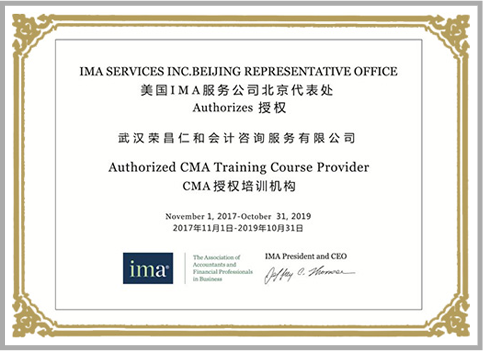 IMA SERVICES INC.BEIJING REPRESENTATIVE OFFICE
美国IMA服务公司北京代表处
Authorizes 授权
武汉荣昌仁和会计咨询服务有限公司
Authorized CMA Training Course Provider
CMA授权培训机构
November 1, 2017-October 31, 2019
2017年11月1日-2019年10月31日
ima®
The Association of
Accountants and
Financial Professionals
in Business
IMA President and CEO
Jeffrey C. Thomson